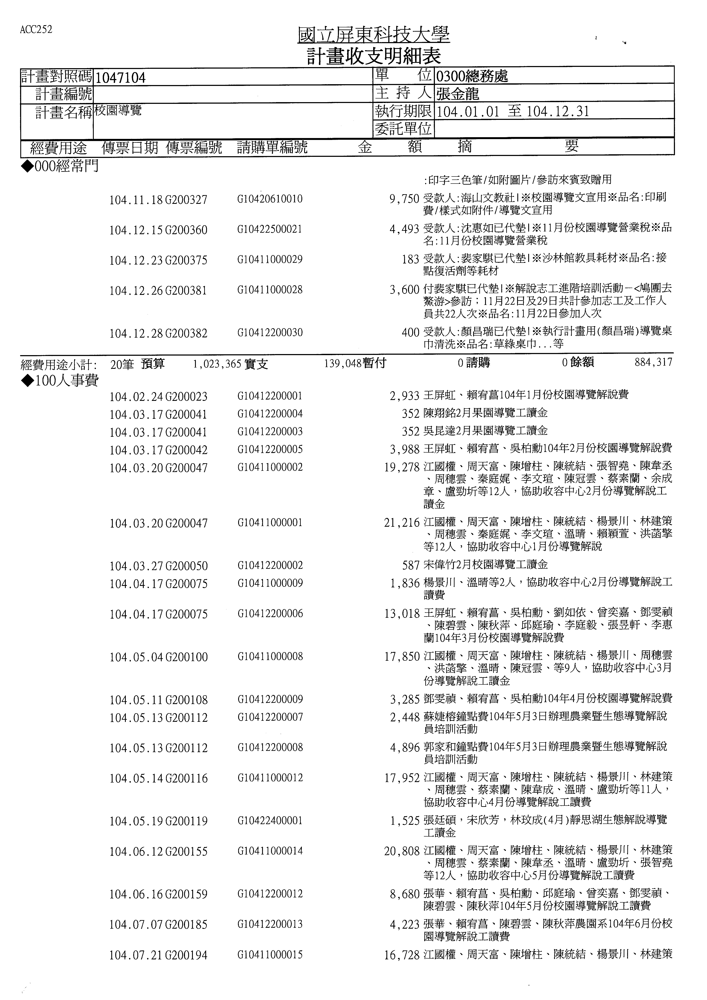 ACC252
國立屏東科技大學
計畫收支明細表
計畫對照碼 1047104 單位 0300總務處
計畫編號 主持人 張金龍
計畫名稱 校園導覽 執行期限 104.01.01 至 104.12.31
委託單位
經費用途 傳票日期 傳票編號 請購單編號 金額 摘要
◆000經常門
:印字三色筆/如附圖片/參訪來賓致贈用
104.11.18 G200327 G10420610010 9,750 受款人:海山文教社|※校園導覽文宣用※品名:印刷
費/樣式如附件/導覽文宣用
104.12.15 G200360 G10422500021 4,493 受款人:沈惠如已代墊|※11月份校園導覽營業稅※品
名:11月份校園導覽營業稅
104.12.23 G200375 G10411000029 183 受款人:裴家騏已代墊|※沙林館教具耗材※品名:接
點復活劑等耗材
104.12.26 G200381 G10411000028 3,600 付裴家騏已代墊|※解說志工進階培訓活動－<鳩團去
鰲游>參訪；11月22日及29日共計參加志工及工作人
員共22人次※品名:11月22日參加人次
104.12.28 G200382 G10412200030 400 受款人:顏昌瑞已代墊|※執行計畫用(顏昌瑞)導覽桌
巾清洗※品名:草綠桌巾...等
經費用途小計: 20筆 預算 1,023,365 實支 139,048 暫付 0 請購 0 餘額 884,317
◆100人事費
104.02.24 G200023 G10412200001 2,933 王屏虹、賴宥菖104年1月份校園導覽解說費
104.03.17 G200041 G10412200004 352 陳翔銘2月果園導覽工讀金
104.03.17 G200041 G10412200003 352 吳昆達2月果園導覽工讀金
104.03.17 G200042 G10412200005 3,988 王屏虹、賴宥菖、吳柏勳104年2月份校園導覽解說費
104.03.20 G200047 G10411000002 19,278 江國權、周天富、陳增柱、陳統結、張智堯、陳韋丞
、周穗雲、秦庭娓、李文瑄、陳冠雲、蔡素蘭、余成
章、盧勁圻等12人，協助收容中心2月份導覽解說工
讀金
104.03.20 G200047 G10411000001 21,216 江國權、周天富、陳增柱、陳統結、楊景川、林建策
、周穗雲、秦庭娓、李文瑄、溫晴、賴穎萱、洪菡擎
等12人，協助收容中心1月份導覽解說
104.03.27 G200050 G10412200002 587 宋偉竹2月校園導覽工讀金
104.04.17 G200075 G10411000009 1,836 楊景川、溫晴等2人，協助收容中心2月份導覽解說工
讀費
104.04.17 G200075 G10412200006 13,018 王屏虹、賴宥菖、吳柏勳、劉如依、曾奕嘉、鄧雯禎
、陳碧雲、陳秋萍、邱庭瑜、李庭毅、張昱軒、李惠
蘭104年3月份校園導覽解說費
104.05.04 G200100 G10411000008 17,850 江國權、周天富、陳增柱、陳統結、楊景川、周穗雲
、洪菡擎、溫晴、陳冠雲、等9人，協助收容中心3月
份導覽解說工讀金
104.05.11 G200108 G10412200009 3,285 鄧雯禎、賴宥菖、吳柏勳104年4月份校園導覽解說費
104.05.13 G200112 G10412200007 2,448 蘇婕榕鐘點費104年5月3日辦理農業暨生態導覽解說
員培訓活動
104.05.13 G200112 G10412200008 4,896 郭家和鐘點費104年5月3日辦理農業暨生態導覽解說
員培訓活動
104.05.14 G200116 G10411000012 17,952 江國權、周天富、陳增柱、陳統結、楊景川、林建策
、周穗雲、蔡素蘭、陳韋成、溫晴、盧勁圻等11人，
協助收容中心4月份導覽解說工讀費
104.05.19 G200119 G10422400001 1,525 張廷碩，宋欣芳，林玟成(4月)靜思湖生態解說導覽
工讀金
104.06.12 G200155 G10411000014 20,808 江國權、周天富、陳增柱、陳統結、楊景川、林建策
、周穗雲、蔡素蘭、陳韋丞、溫晴、盧勁圻、張智堯
等12人，協助收容中心5月份導覽解說工讀費
104.06.16 G200159 G10412200012 8,680 張華、賴宥菖、吳柏勳、邱庭瑜、曾奕嘉、鄧雯禎、
陳碧雲、陳秋萍104年5月份校園導覽解說工讀費
104.07.07 G200185 G10412200013 4,223 張華、賴宥菖、陳碧雲、陳秋萍農園系104年6月份校
園導覽解說工讀費
104.07.21 G200194 G10411000015 16,728 江國權、周天富、陳增柱、陳統結、楊景川、林建策